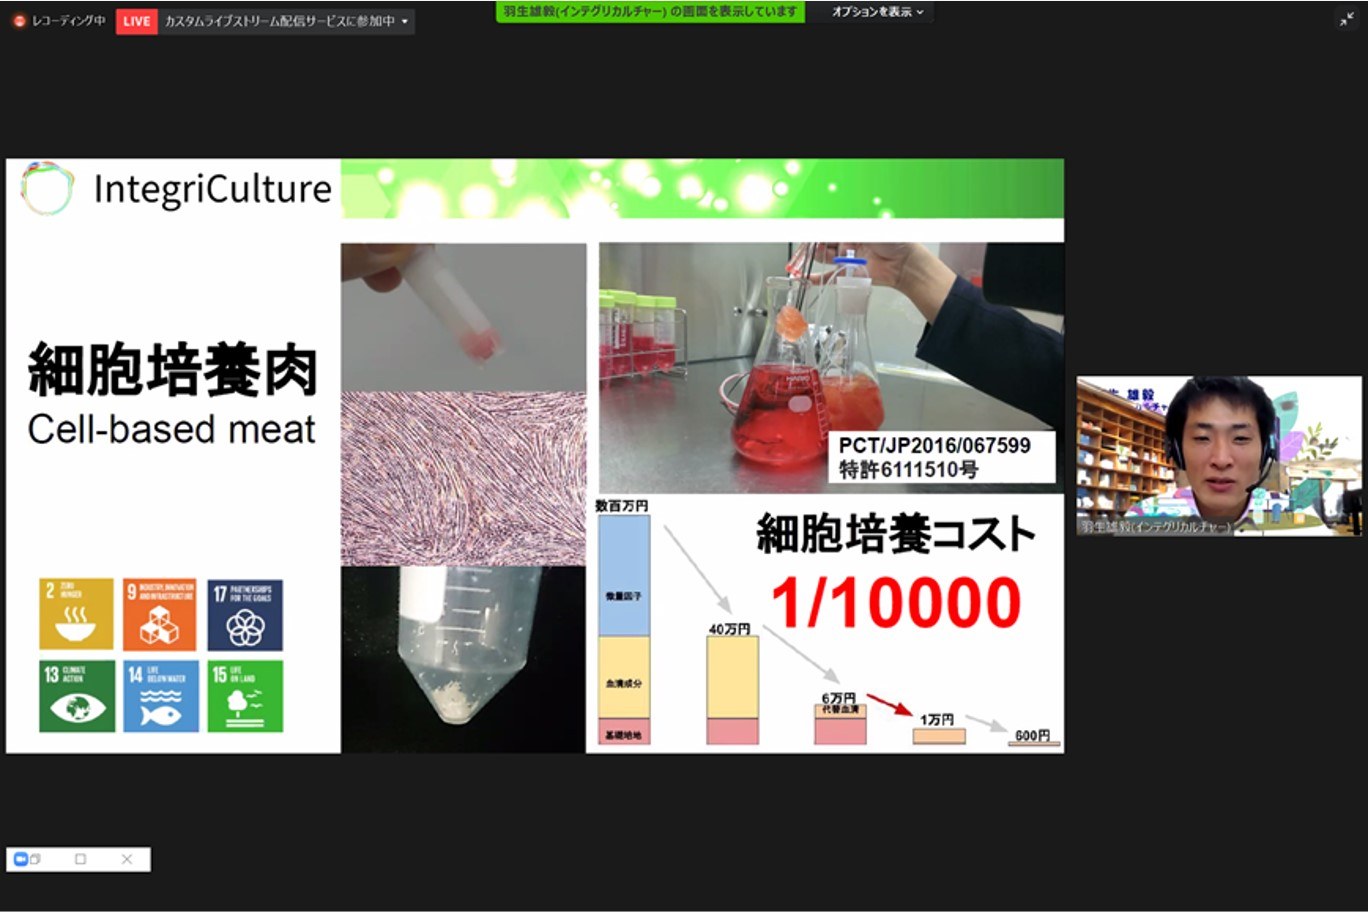 レコーディング中
LIVE
カスタムライブストリーム配信サービスに参加中
羽生雄毅(インテグリカルチャー) の画面を表示しています
オプションを表示
IntegriCulture
細胞培養肉
Cell-based meat
2 ZERO HUNGER
9 INDUSTRY, INNOVATION AND INFRASTRUCTURE
17 PARTNERSHIPS FOR THE GOALS
13 CLIMATE ACTION
14 LIFE BELOW WATER
15 LIFE ON LAND
PCT/JP2016/067599
特許6111510号
細胞培養コスト
1/10000
数百万円
微量因子
血清成分
基礎培地
40万円
6万円
代替血清
1万円
600円
雄毅
羽生雄毅(インテグリカルチャー)